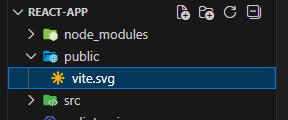 REACT-APP
node_modules
public
vite.svg
src